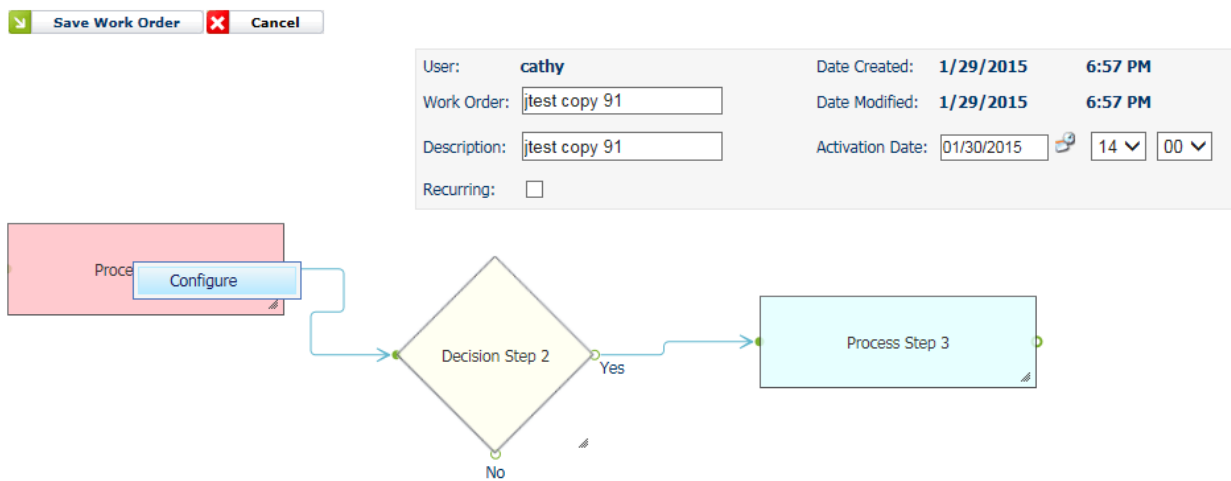 Save Work Order Cancel
User: cathy Date Created: 1/29/2015 6:57 PM
Work Order: jtest copy 91 Date Modified: 1/29/2015 6:57 PM
Description: jtest copy 91 Activation Date: 01/30/2015 14 00
Recurring:
Proce
Configure
Decision Step 2
Yes
Process Step 3
No